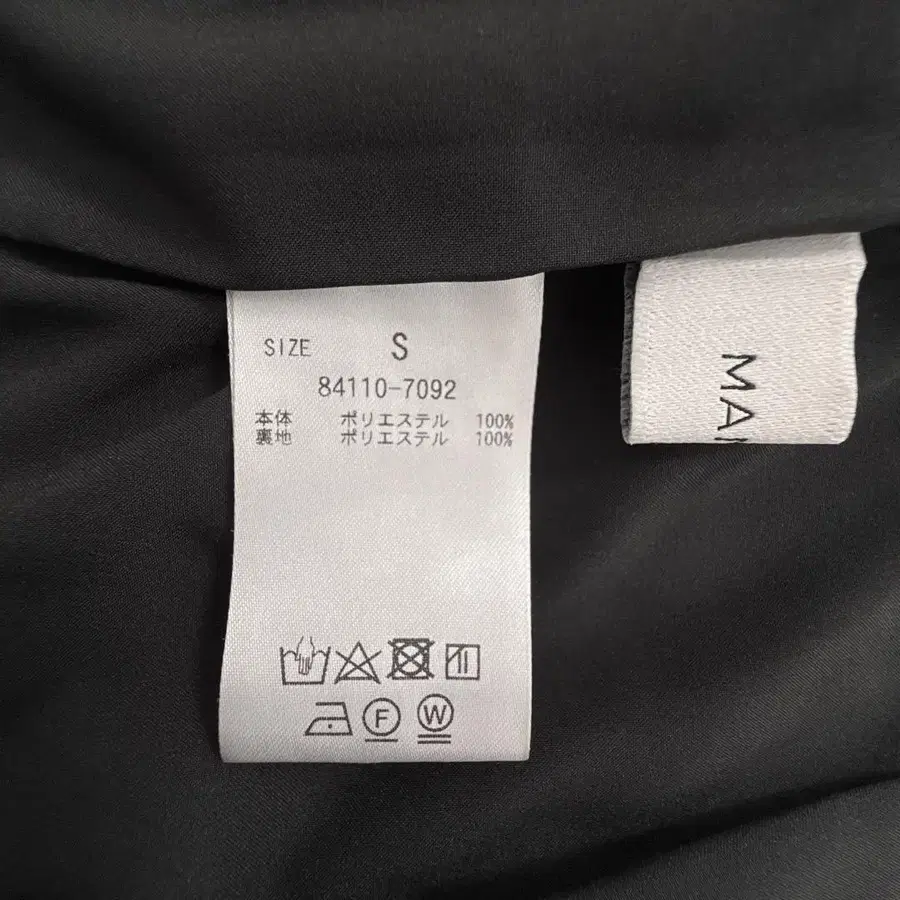 SIZE S
84110-7092
本体 ポリエステル 100%
裏地 ポリエステル 100%
F W
MA